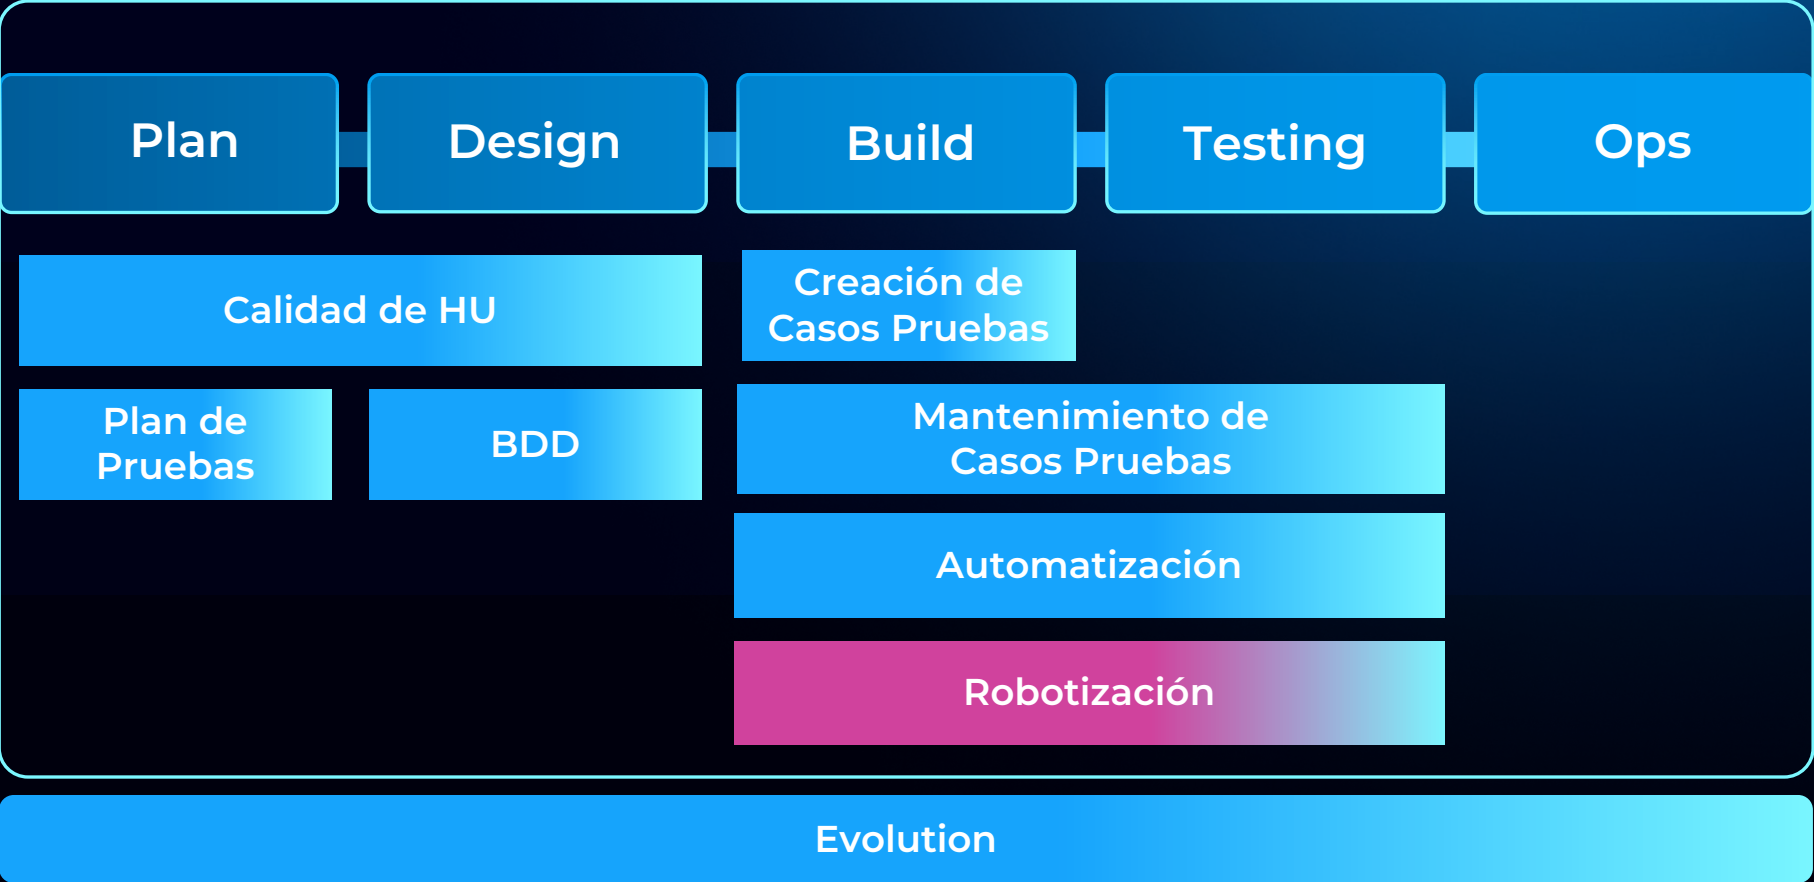 Plan
Design
Build
Testing
Ops
Calidad de HU
Creación de
Casos Pruebas
Plan de
Pruebas
BDD
Mantenimiento de
Casos Pruebas
Automatización
Robotización
Evolution